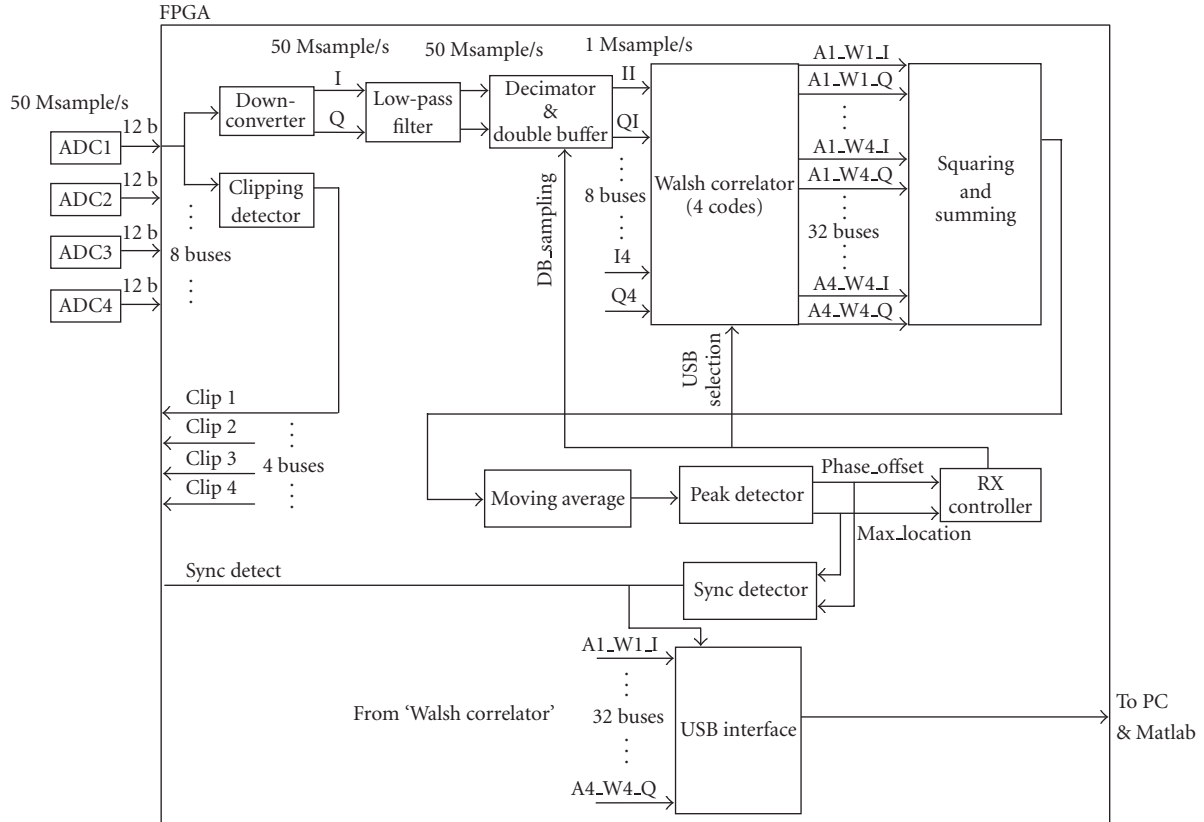 FPGA
50 Msample/s
50 Msample/s
50 Msample/s
1 Msample/s
ADC1
12 b
ADC2
12 b
ADC3
12 b
ADC4
12 b
8 buses
Down-
converter
I
Q
Low-pass
filter
Decimator
&
double buffer
II
QI
8 buses
I4
Q4
Walsh correlator
(4 codes)
A1_W1_I
A1_W1_Q
A1_W4_I
A1_W4_Q
32 buses
A4_W4_I
A4_W4_Q
Squaring
and
summing
Clipping
detector
DB_sampling
USB
selection
Clip 1
Clip 2
Clip 3
Clip 4
4 buses
Moving average
Peak detector
Phase_offset
Max_location
RX
controller
Sync detect
Sync detector
A1_W1_I
From ‘Walsh correlator’
32 buses
A4_W4_Q
USB interface
To PC
& Matlab